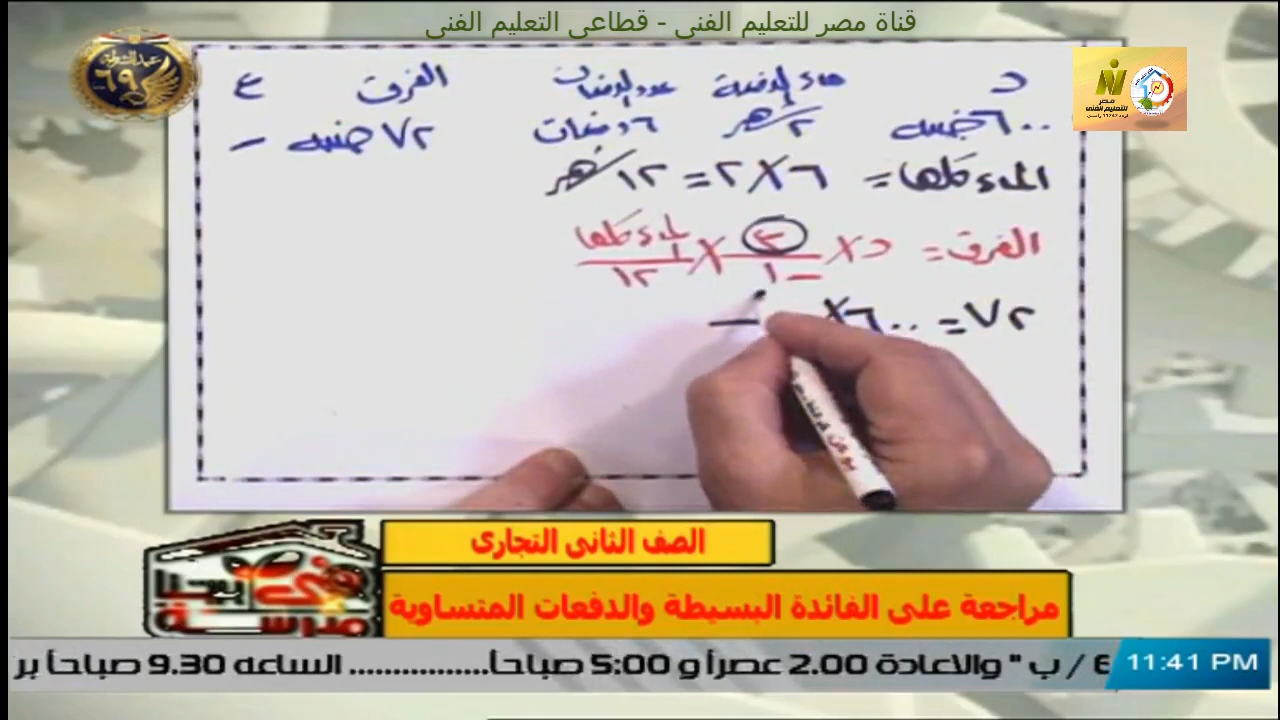 قناة مصر للتعليم الفنى - قطاعى التعليم الفنى
عدد الدفعات الفرق ع
٦٠٠ جنيه ٢ شهر ٦ دفعات ٧٢ جنيه -
المدة كلها = ٦ × ٢ = ١٢ شهر
الفرق = د × ع/١٠٠ × المدة كلها/١٢
٧٢ = ٦٠٠ ×
الصف الثانى التجارى
مراجعة على الفائدة البسيطة والدفعات المتساوية
/ ب " والاعادة 2.00 عصراً و 5:00 صباحاً................ الساعه 9.30 صباحاً بر
11:41 PM